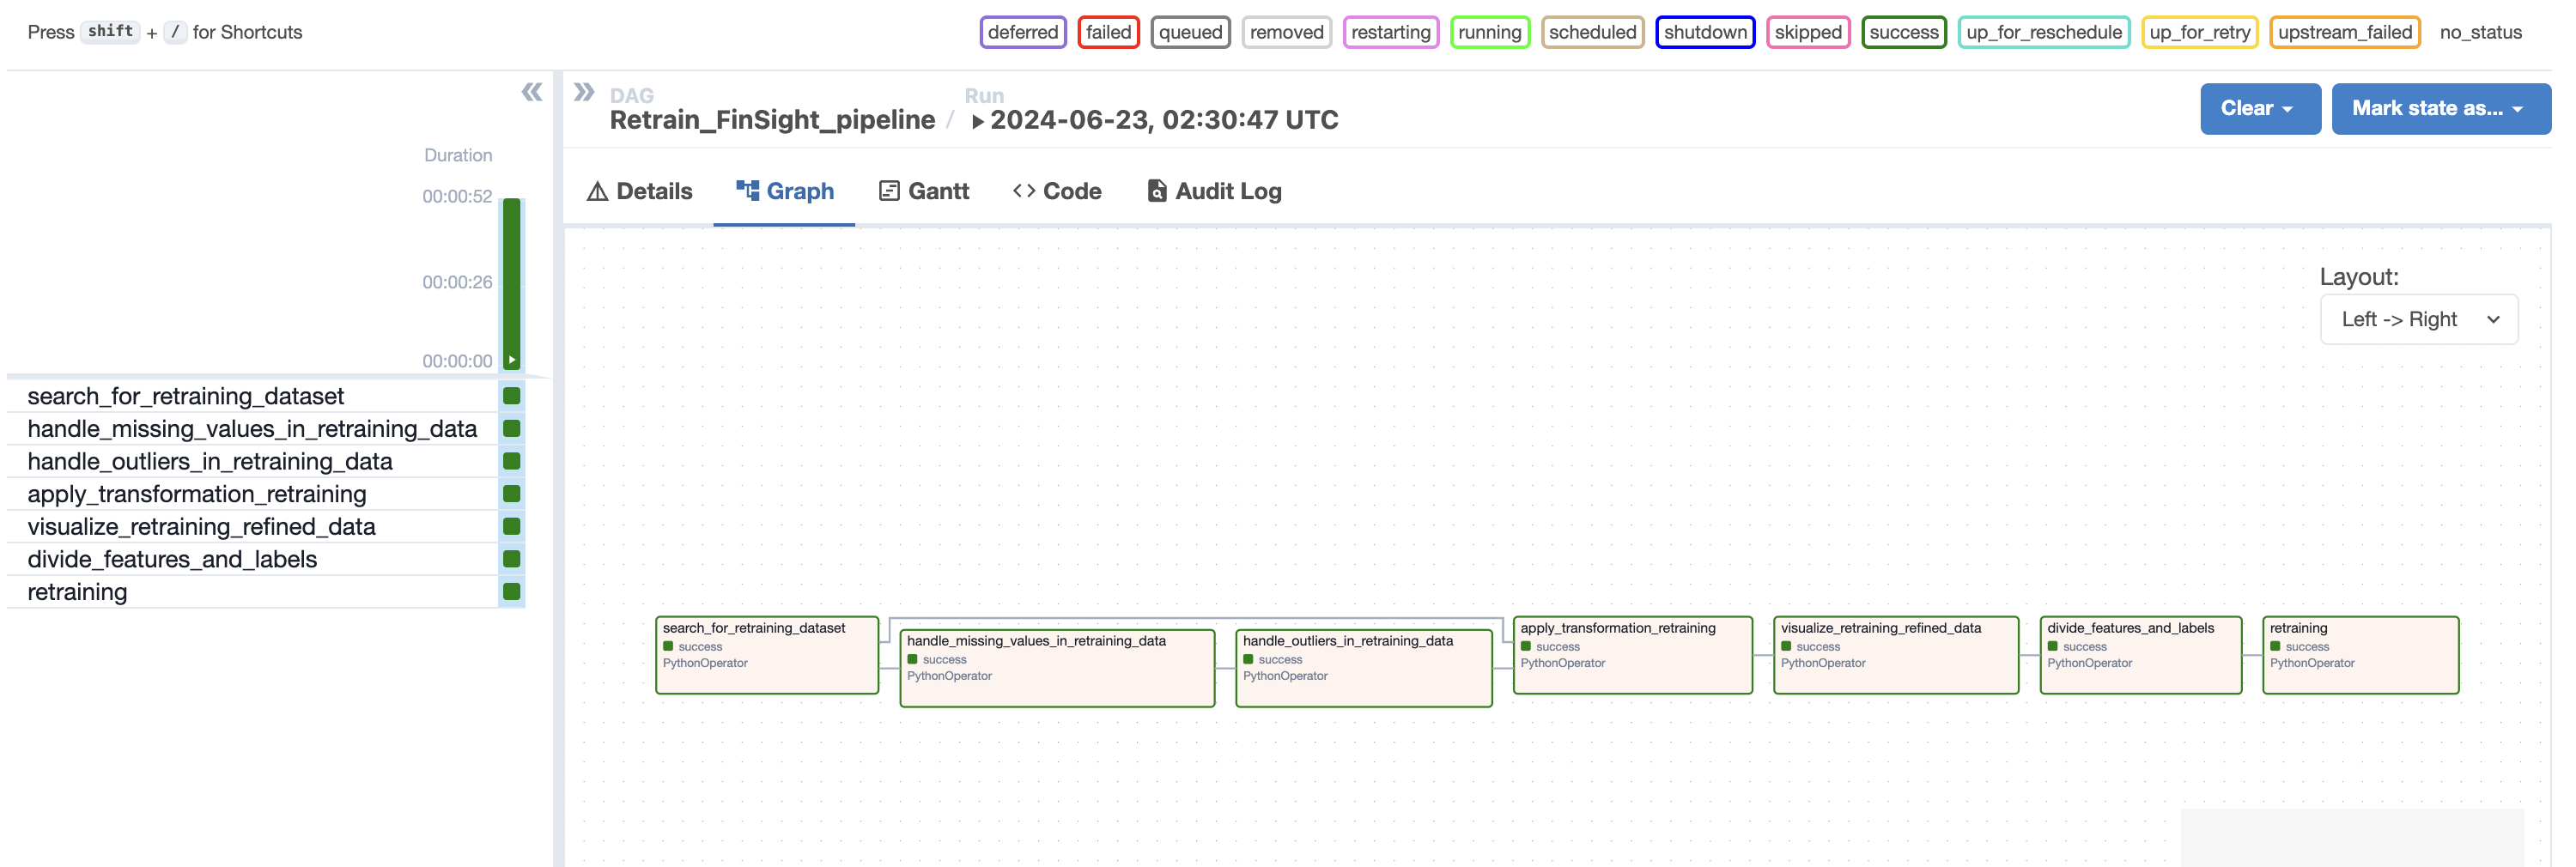 Press shift + / for Shortcuts
deferred failed queued removed restarting running scheduled shutdown skipped success up_for_reschedule up_for_retry upstream_failed no_status
DAG
Retrain_FinSight_pipeline /
Run
2024-06-23, 02:30:47 UTC
Clear
Mark state as...
Duration
00:00:52
00:00:26
00:00:00
search_for_retraining_dataset
handle_missing_values_in_retraining_data
handle_outliers_in_retraining_data
apply_transformation_retraining
visualize_retraining_refined_data
divide_features_and_labels
retraining
Details
Graph
Gantt
Code
Audit Log
Layout:
Left -> Right
search_for_retraining_dataset
success
PythonOperator
handle_missing_values_in_retraining_data
success
PythonOperator
handle_outliers_in_retraining_data
success
PythonOperator
apply_transformation_retraining
success
PythonOperator
visualize_retraining_refined_data
success
PythonOperator
divide_features_and_labels
success
PythonOperator
retraining
success
PythonOperator